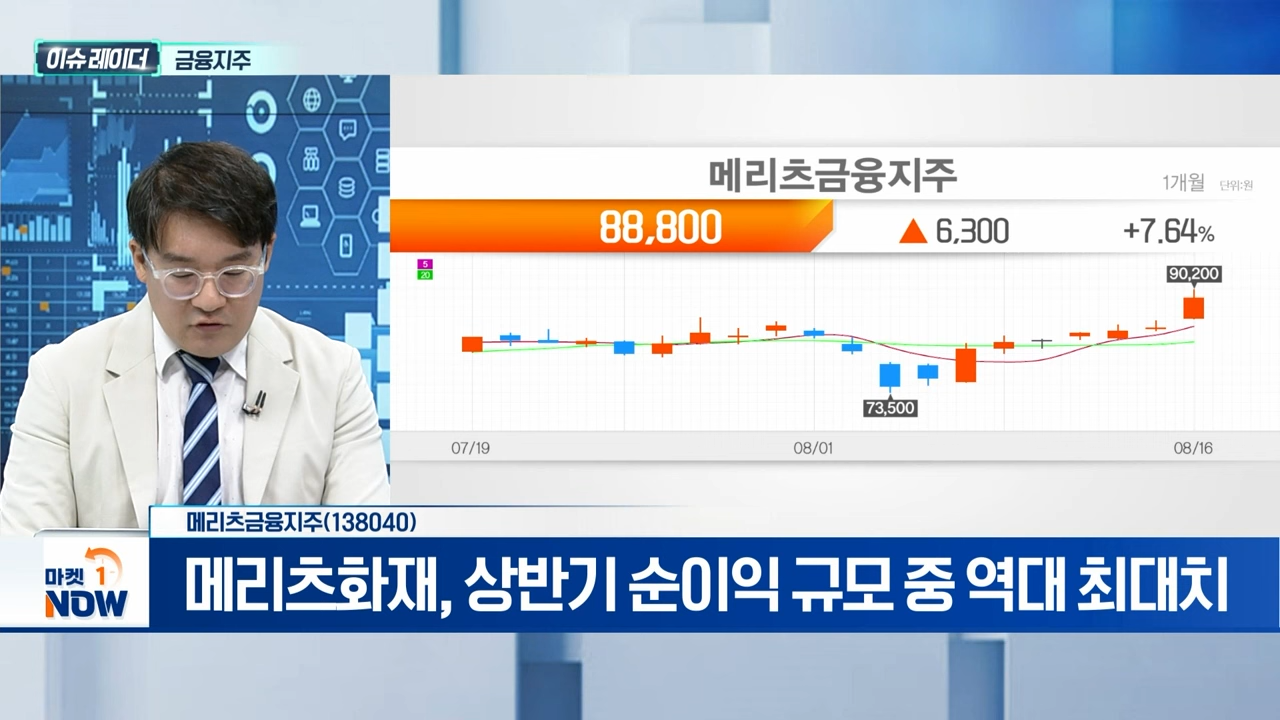 이슈레이더 금융지주
메리츠금융지주
1개월 단위:원
88,800 ▲ 6,300 +7.64%
5
20
90,200
73,500
07/19 08/01 08/16
메리츠금융지주(138040)
마켓 1
NOW
메리츠화재, 상반기 순이익 규모 중 역대 최대치